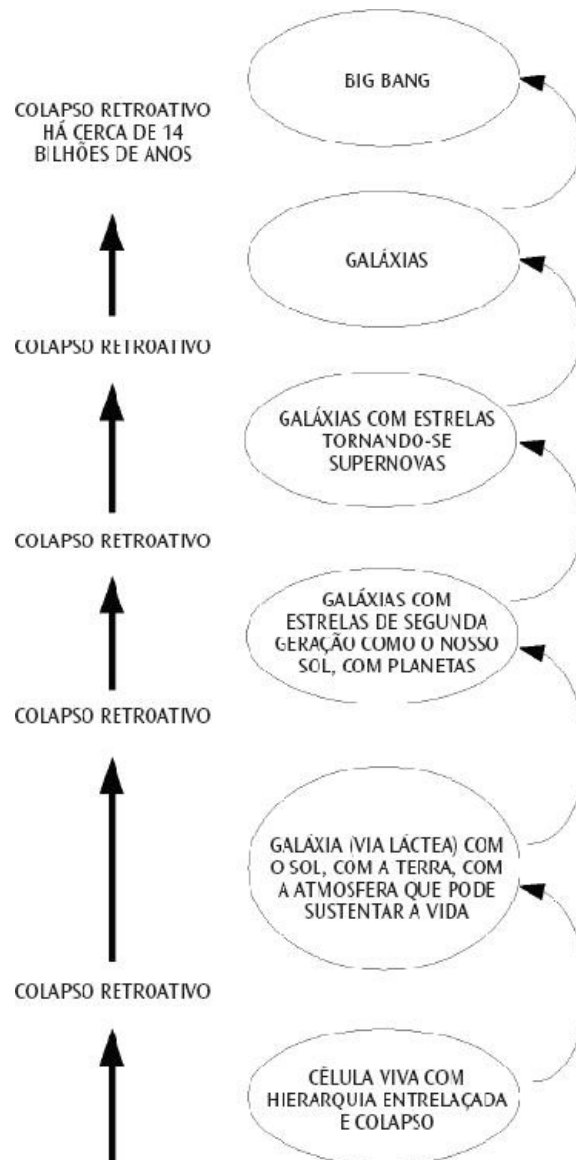 BIG BANG
COLAPSO RETROATIVO
HÁ CERCA DE 14
BILHÕES DE ANOS
GALÁXIAS
COLAPSO RETROATIVO
GALÁXIAS COM ESTRELAS
TORNANDO-SE
SUPERNOVAS
COLAPSO RETROATIVO
GALÁXIAS COM
ESTRELAS DE SEGUNDA
GERAÇÃO COMO O NOSSO
SOL, COM PLANETAS
COLAPSO RETROATIVO
GALÁXIA (VIA LÁCTEA) COM
O SOL, COM A TERRA, COM
A ATMOSFERA QUE PODE
SUSTENTAR A VIDA
COLAPSO RETROATIVO
CÉLULA VIVA COM
HIERARQUIA ENTRELAÇADA
E COLAPSO